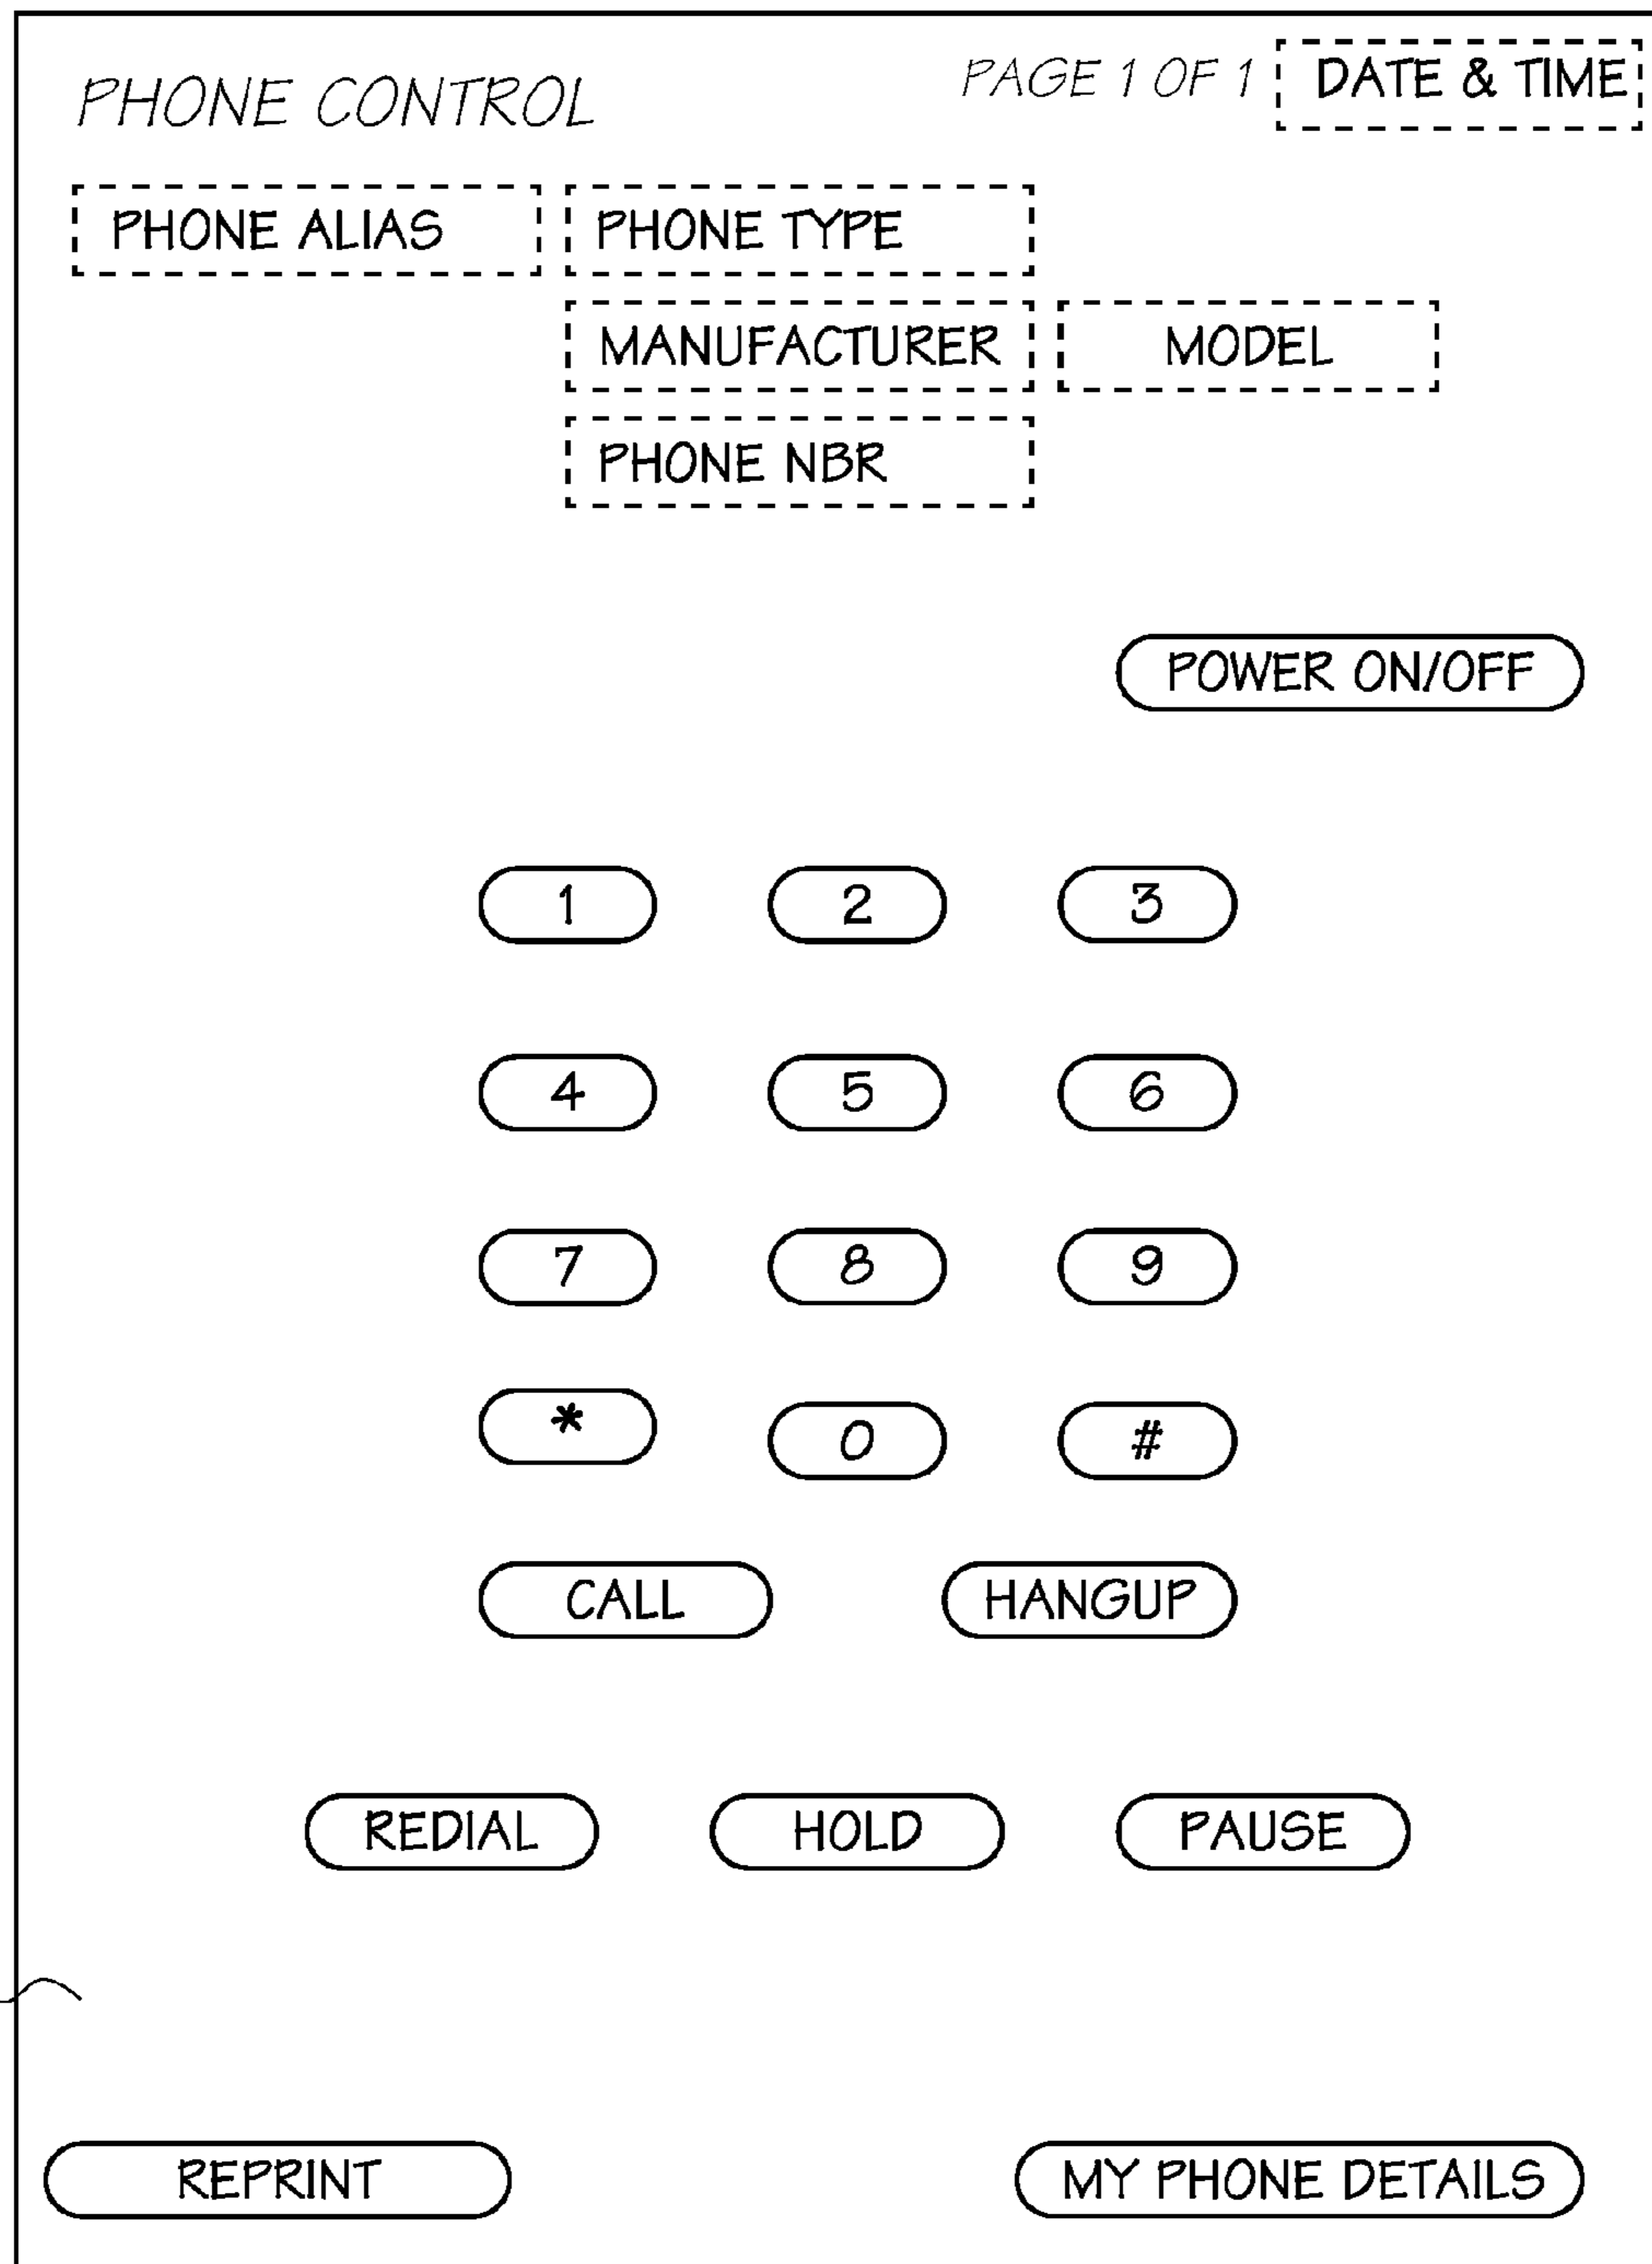 PHONE CONTROL PAGE 1 OF 1 DATE & TIME
PHONE ALIAS PHONE TYPE
MANUFACTURER MODEL
PHONE NBR
POWER ON/OFF
1 2 3
4 5 6
7 8 9
* 0 #
CALL HANGUP
REDIAL HOLD PAUSE
REPRINT MY PHONE DETAILS